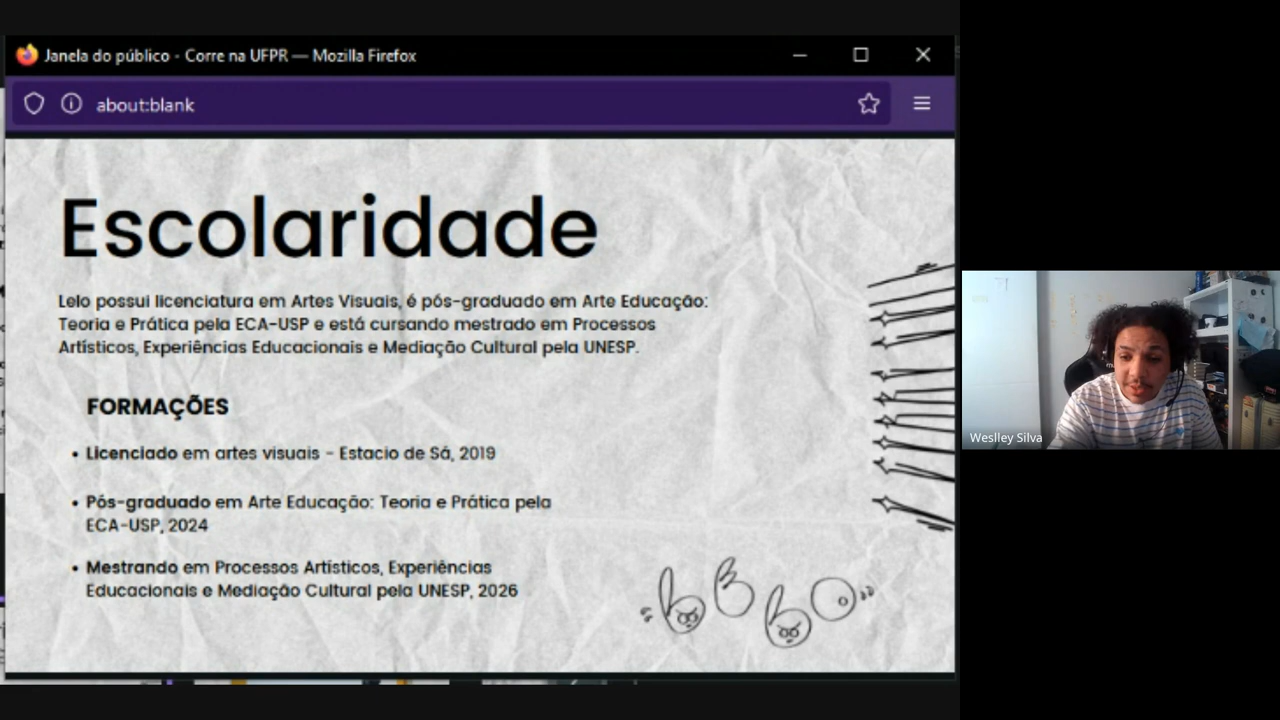 Janela do público - Corre na UFPR — Mozilla Firefox
about:blank
Escolaridade
Lelo possui licenciatura em Artes Visuais, é pós-graduado em Arte Educação:
Teoria e Prática pela ECA-USP e está cursando mestrado em Processos
Artísticos, Experiências Educacionais e Mediação Cultural pela UNESP.
FORMAÇÕES
• Licenciado em artes visuais - Estacio de Sá, 2019
• Pós-graduado em Arte Educação: Teoria e Prática pela
ECA-USP, 2024
• Mestrando em Processos Artísticos, Experiências
Educacionais e Mediação Cultural pela UNESP, 2026
Weslley Silva